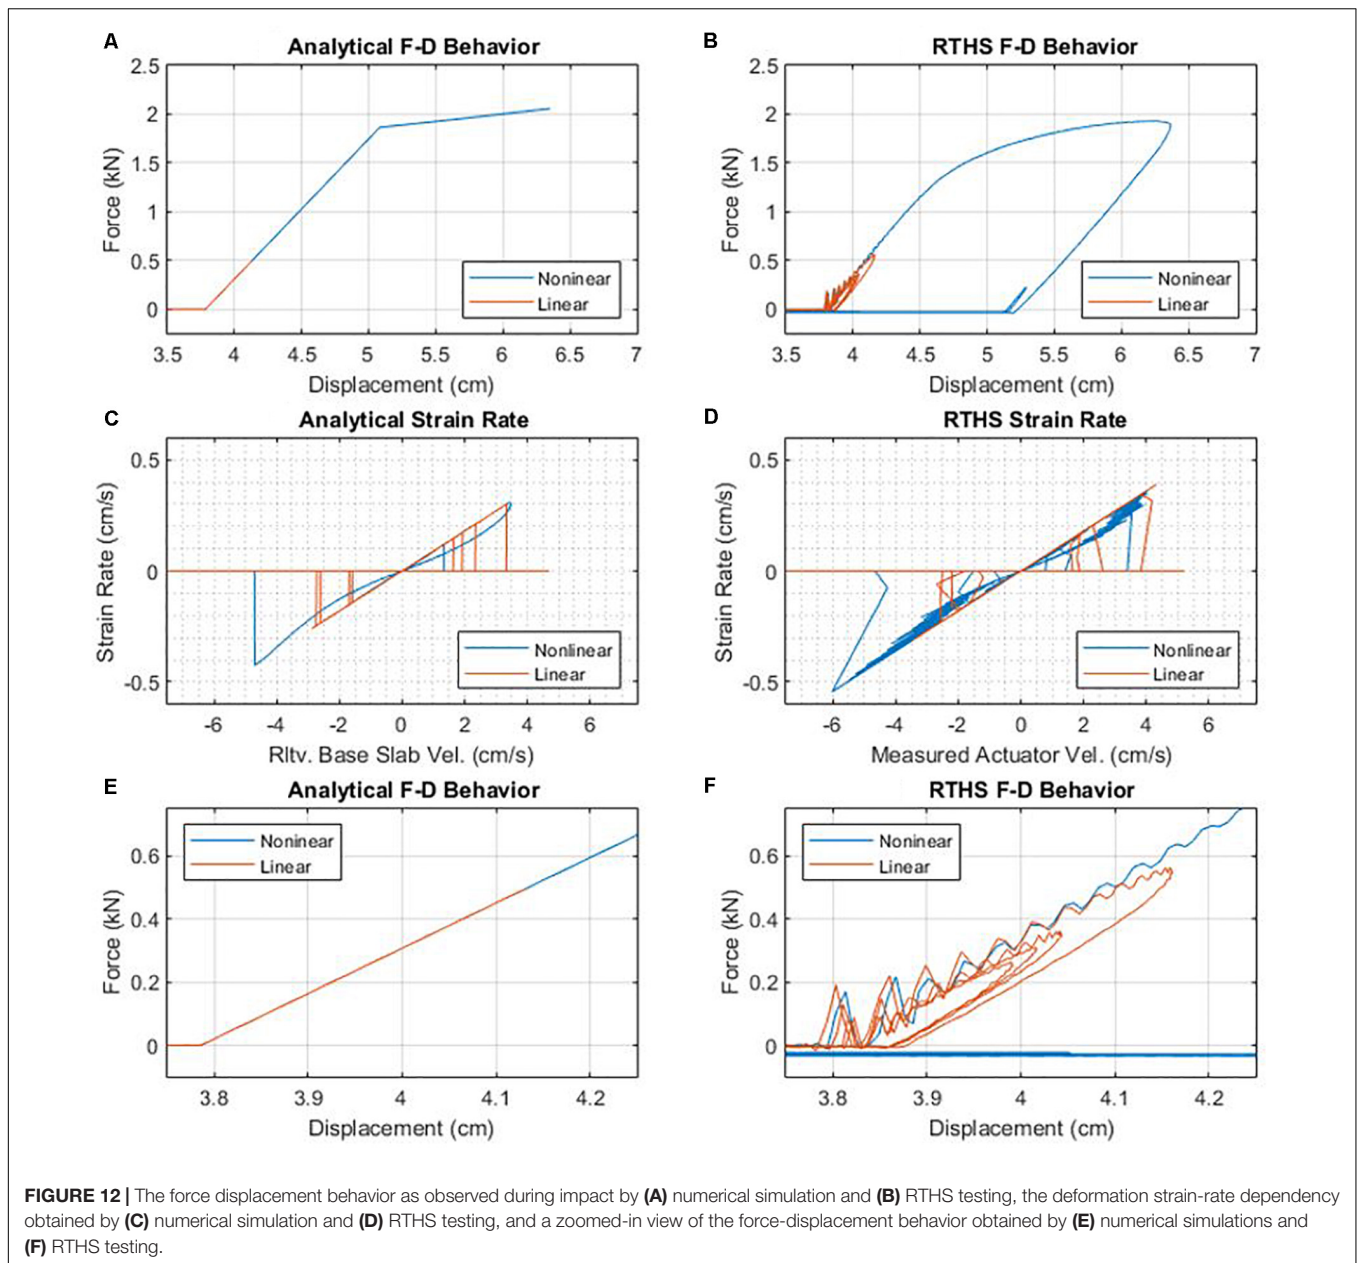 A
Analytical F-D Behavior
2.5
2
1.5
1
0.5
0
Force (kN)
Noninear
Linear
3.5 4 4.5 5 5.5 6 6.5 7
Displacement (cm)
B
RTHS F-D Behavior
2.5
2
1.5
1
0.5
0
Force (kN)
Noninear
Linear
3.5 4 4.5 5 5.5 6 6.5 7
Displacement (cm)
C
Analytical Strain Rate
0.5
0
-0.5
Strain Rate (cm/s)
Nonlinear
Linear
-6 -4 -2 0 2 4 6
Rltv. Base Slab Vel. (cm/s)
D
RTHS Strain Rate
0.5
0
-0.5
Strain Rate (cm/s)
Nonlinear
Linear
-6 -4 -2 0 2 4 6
Measured Actuator Vel. (cm/s)
E
Analytical F-D Behavior
Noninear
Linear
0.6
0.4
0.2
0
Force (kN)
3.8 3.9 4 4.1 4.2
Displacement (cm)
F
RTHS F-D Behavior
Noninear
Linear
0.6
0.4
0.2
0
Force (kN)
3.8 3.9 4 4.1 4.2
Displacement (cm)
FIGURE 12 | The force displacement behavior as observed during impact by (A) numerical simulation and (B) RTHS testing, the deformation strain-rate dependency
obtained by (C) numerical simulation and (D) RTHS testing, and a zoomed-in view of the force-displacement behavior obtained by (E) numerical simulations and
(F) RTHS testing.